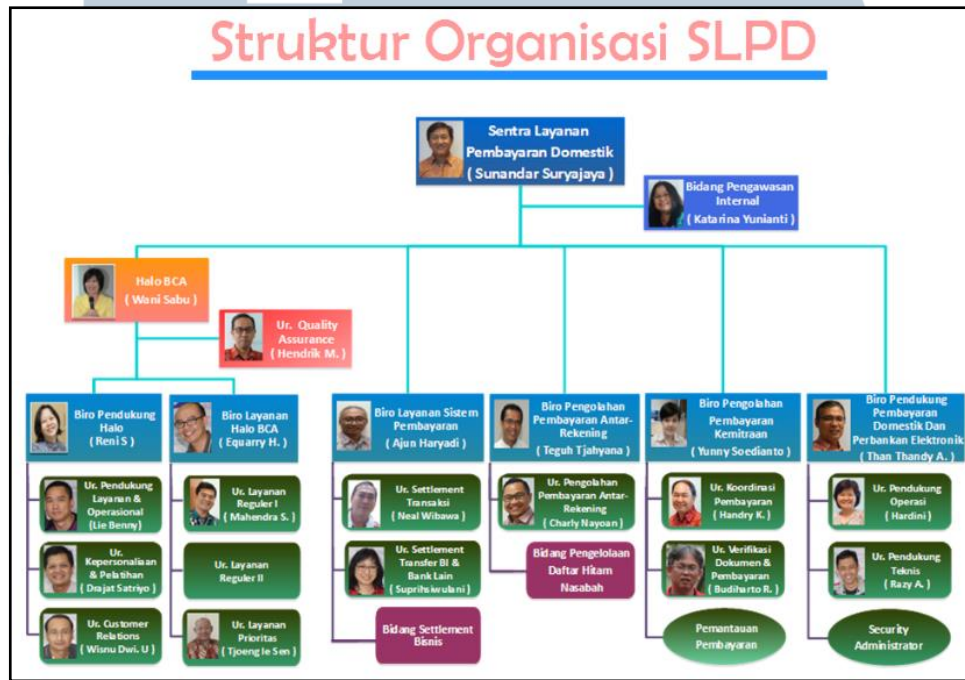 Struktur Organisasi SLPD
Sentra Layanan
Pembayaran Domestik
( Sunandar Suryajaya )
Bidang Pengawasan
Internal
( Katarina Yunianti )
Halo BCA
( Wani Sabu )
Ur. Quality
Assurance
( Hendrik M. )
Biro Pendukung
Halo
( Reni S )
Biro Layanan
Halo BCA
( Equarry H. )
Biro Layanan Sistem
Pembayaran
( Ajun Haryadi )
Biro Pengolahan
Pembayaran Antar-
Rekening
( Teguh Tjahyana )
Biro Pengolahan
Pembayaran
Kemitraan
( Yunny Soedianto )
Biro Pendukung
Pembayaran
Domestik Dan
Perbankan Elektronik
( Than Thandy A. )
Ur. Pendukung
Layanan &
Operasional
(Lie Benny)
Ur. Layanan
Reguler I
( Mahendra S. )
Ur. Settlement
Transaksi
( Neal Wibawa )
Ur. Pengolahan
Pembayaran Antar-
Rekening
( Charly Nayoan )
Ur. Koordinasi
Pembayaran
( Handry K. )
Ur. Pendukung
Operasi
( Hardini )
Ur.
Kepersonaliaan
& Pelatihan
( Drajat Satriyo )
Ur. Layanan
Reguler II
Ur. Settlement
Transfer BI &
Bank Lain
( Suprihsiwulani )
Bidang Pengelolaan
Daftar Hitam
Nasabah
Ur. Verifikasi
Dokumen &
Pembayaran
( Budiharto R. )
Ur. Pendukung
Teknis
( Razy A. )
Ur. Customer
Relations
( Wisnu Dwi. U )
Ur. Layanan
Prioritas
( Tjoeng Ie Sen )
Bidang Settlement
Bisnis
Pemantauan
Pembayaran
Security
Administrator